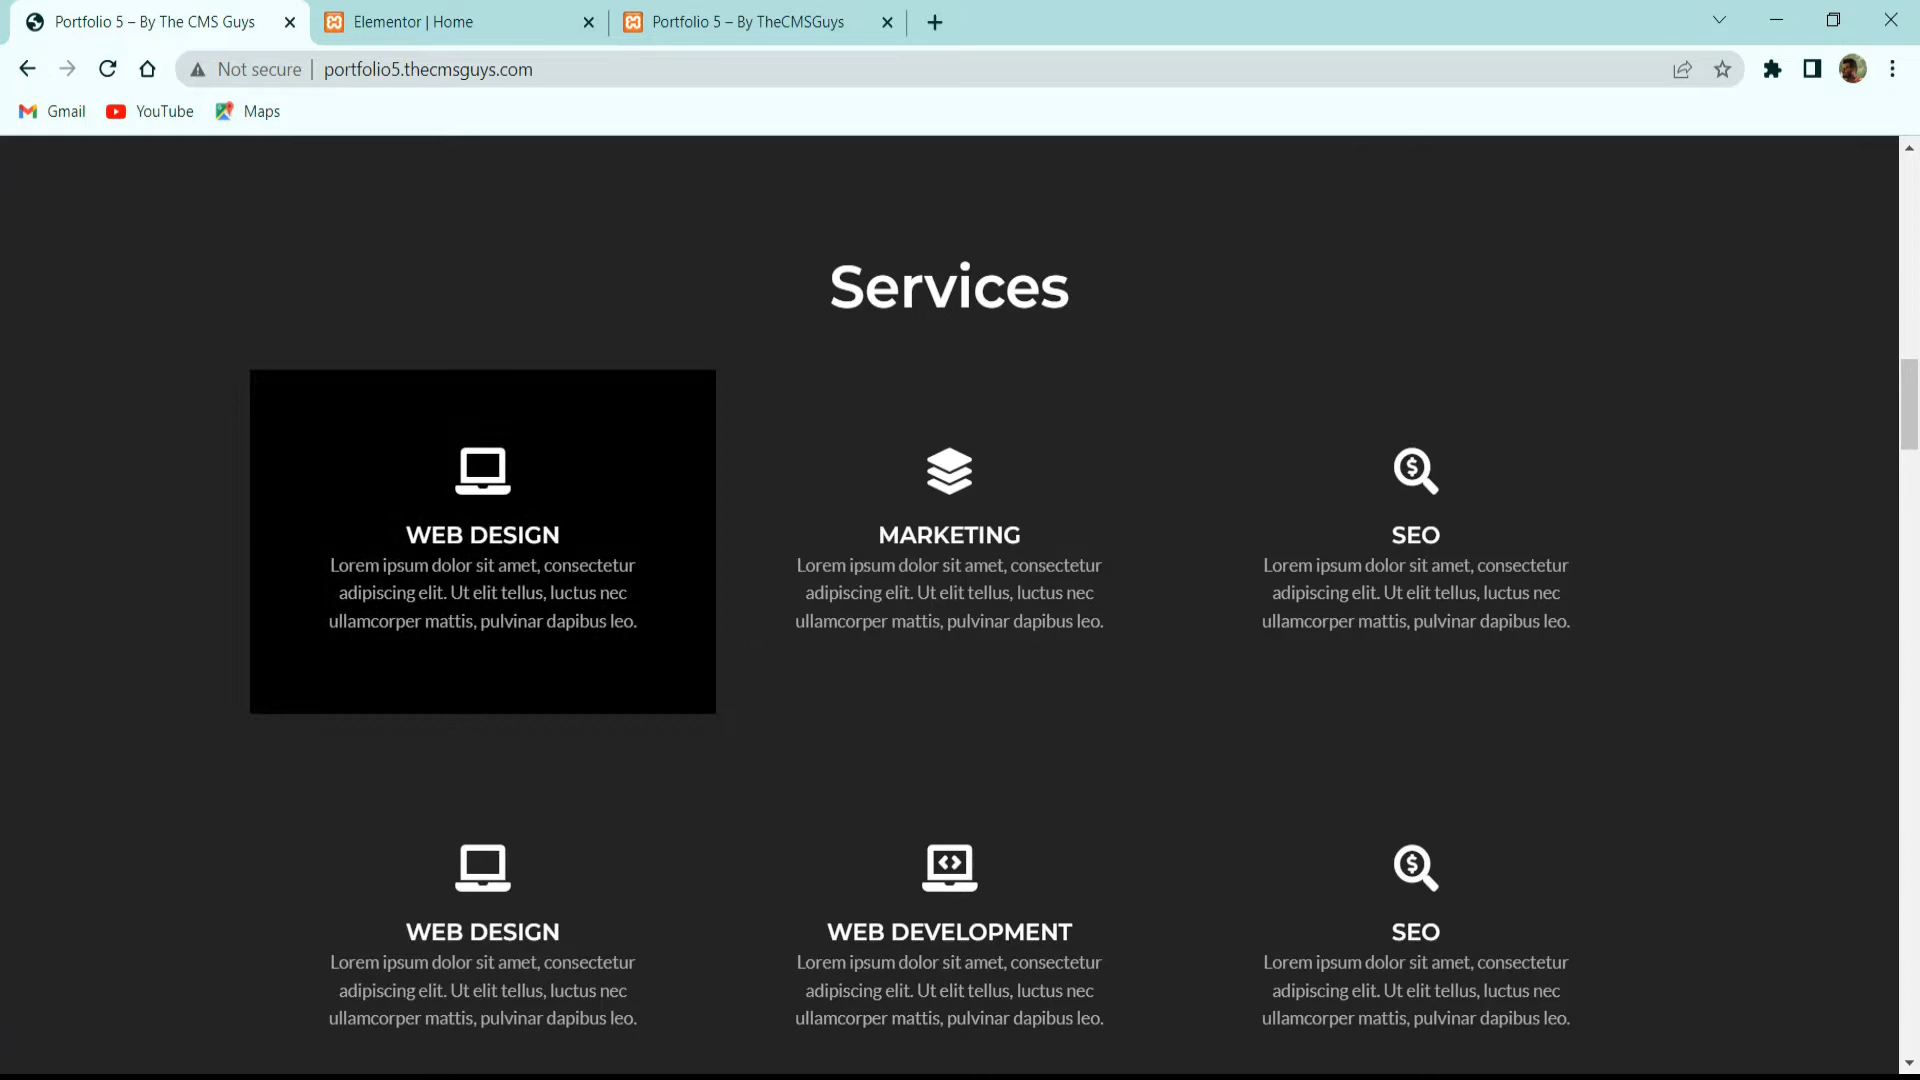 Portfolio 5 – By The CMS Guys
Elementor | Home
Portfolio 5 – By TheCMSGuys
Not secure
portfolio5.thecmsguys.com
Gmail
YouTube
Maps
Services
WEB DESIGN
Lorem ipsum dolor sit amet, consectetur
adipiscing elit. Ut elit tellus, luctus nec
ullamcorper mattis, pulvinar dapibus leo.
MARKETING
Lorem ipsum dolor sit amet, consectetur
adipiscing elit. Ut elit tellus, luctus nec
ullamcorper mattis, pulvinar dapibus leo.
SEO
Lorem ipsum dolor sit amet, consectetur
adipiscing elit. Ut elit tellus, luctus nec
ullamcorper mattis, pulvinar dapibus leo.
WEB DESIGN
Lorem ipsum dolor sit amet, consectetur
adipiscing elit. Ut elit tellus, luctus nec
ullamcorper mattis, pulvinar dapibus leo.
WEB DEVELOPMENT
Lorem ipsum dolor sit amet, consectetur
adipiscing elit. Ut elit tellus, luctus nec
ullamcorper mattis, pulvinar dapibus leo.
SEO
Lorem ipsum dolor sit amet, consectetur
adipiscing elit. Ut elit tellus, luctus nec
ullamcorper mattis, pulvinar dapibus leo.